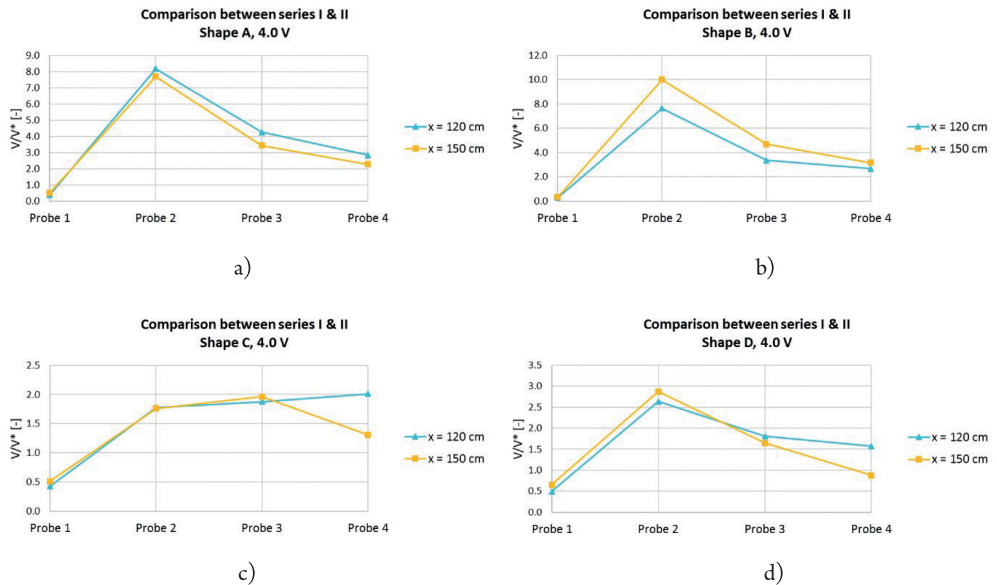 Comparison between series I & II
Shape A, 4.0 V
9.0
8.0
7.0
6.0
5.0
4.0
3.0
2.0
1.0
0.0
V/V* [-]
Probe 1 Probe 2 Probe 3 Probe 4
x = 120 cm
x = 150 cm
a)
Comparison between series I & II
Shape B, 4.0 V
12.0
10.0
8.0
6.0
4.0
2.0
0.0
V/V* [-]
Probe 1 Probe 2 Probe 3 Probe 4
x = 120 cm
x = 150 cm
b)
Comparison between series I & II
Shape C, 4.0 V
2.5
2.0
1.5
1.0
0.5
0.0
V/V* [-]
Probe 1 Probe 2 Probe 3 Probe 4
x = 120 cm
x = 150 cm
c)
Comparison between series I & II
Shape D, 4.0 V
3.5
3.0
2.5
2.0
1.5
1.0
0.5
0.0
V/V* [-]
Probe 1 Probe 2 Probe 3 Probe 4
x = 120 cm
x = 150 cm
d)